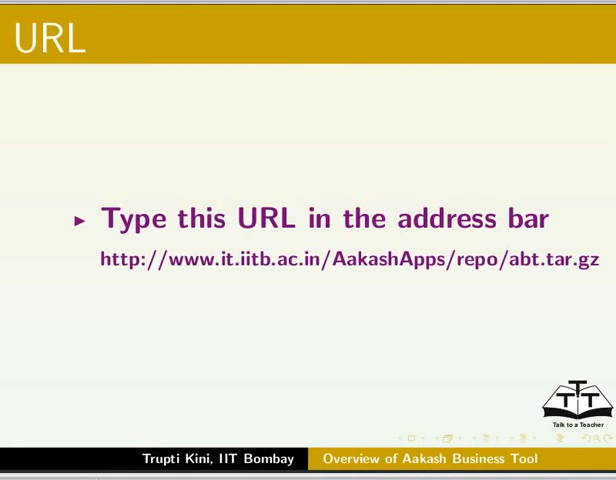 URL
Type this URL in the address bar
http://www.it.iitb.ac.in/AakashApps/repo/abt.tar.gz
T
T T
Talk to a Teacher
Trupti Kini, IIT Bombay Overview of Aakash Business Tool